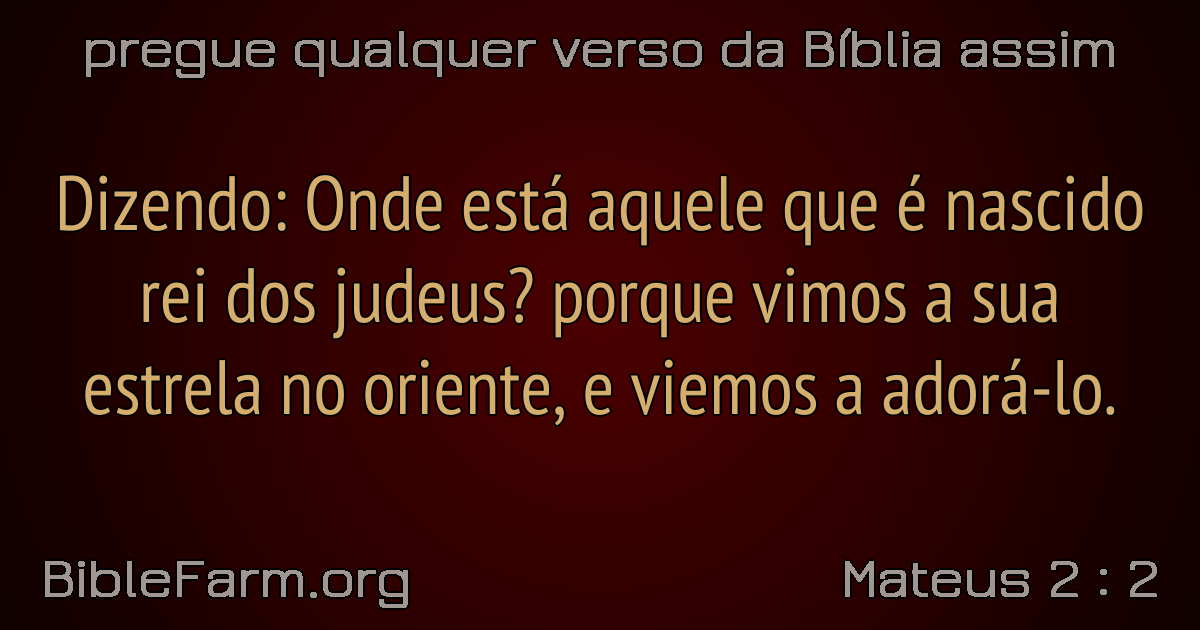 pregue qualquer verso da Bíblia assim
Dizendo: Onde está aquele que é nascido
rei dos judeus? porque vimos a sua
estrela no oriente, e viemos a adorá-lo.
BibleFarm.org
Mateus 2 : 2